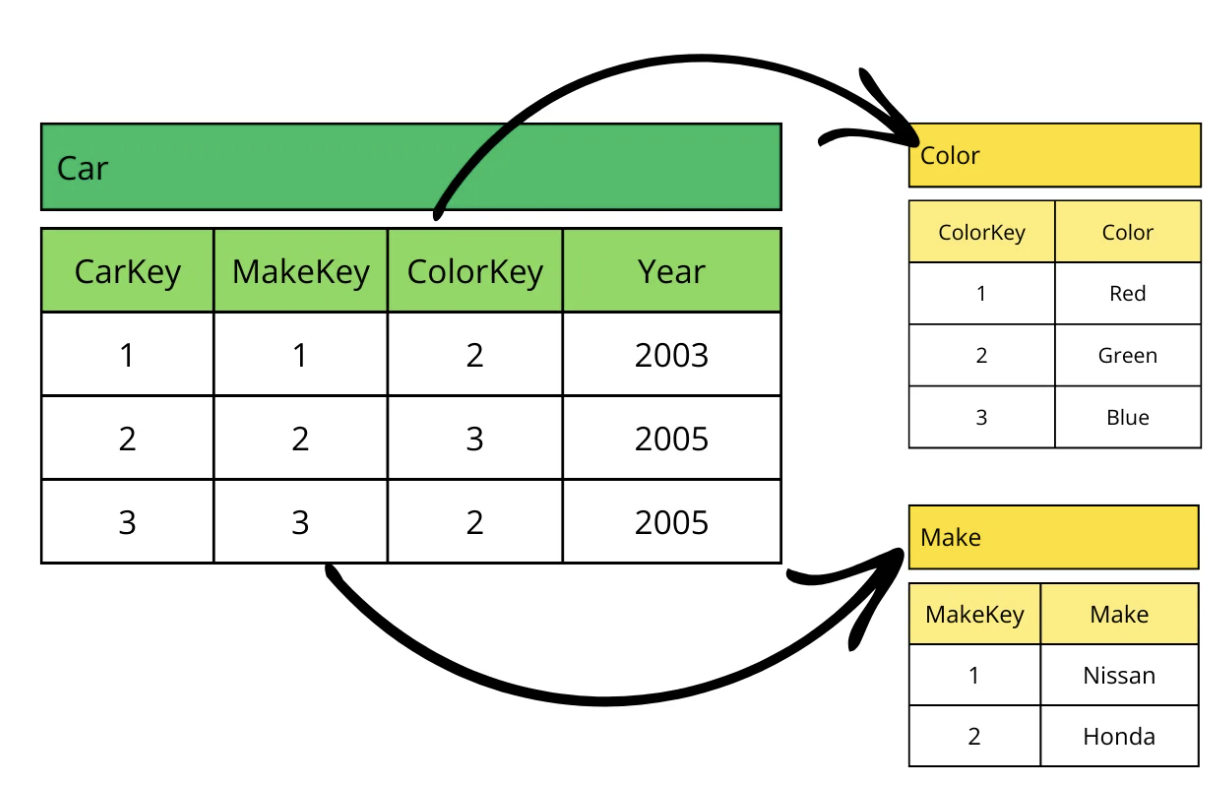 Car
CarKey MakeKey ColorKey Year
1 1 2 2003
2 2 3 2005
3 3 2 2005
Color
ColorKey Color
1 Red
2 Green
3 Blue
Make
MakeKey Make
1 Nissan
2 Honda